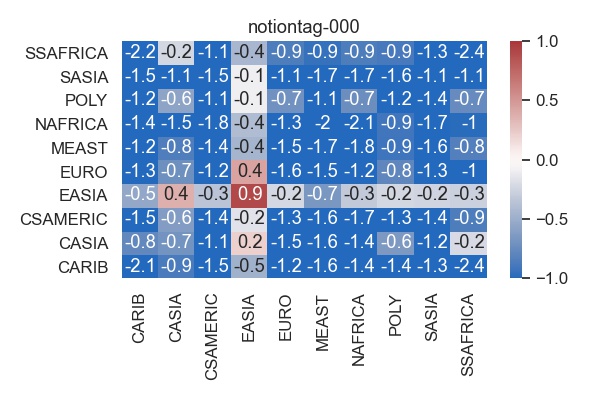 notiontag-000
SSAFRICA -2.2 -0.2 -1.1 -0.4 -0.9 -0.9 -0.9 -0.9 -1.3 -2.4
SASIA -1.5 -1.1 -1.5 -0.1 -1.1 -1.7 -1.7 -1.6 -1.1 -1.1
POLY -1.2 -0.6 -1.1 -0.1 -0.7 -1.1 -0.7 -1.2 -1.4 -0.7
NAFRICA -1.4 -1.5 -1.8 -0.4 -1.3 -2 -2.1 -0.9 -1.7 -1
MEAST -1.2 -0.8 -1.4 -0.4 -1.5 -1.7 -1.8 -0.9 -1.6 -0.8
EURO -1.3 -0.7 -1.2 0.4 -1.6 -1.5 -1.2 -0.8 -1.3 -1
EASIA -0.5 0.4 -0.3 0.9 -0.2 -0.7 -0.3 -0.2 -0.2 -0.3
CSAMERIC -1.5 -0.6 -1.4 -0.2 -1.3 -1.6 -1.7 -1.3 -1.4 -0.9
CASIA -0.8 -0.7 -1.1 0.2 -1.5 -1.6 -1.4 -0.6 -1.2 -0.2
CARIB -2.1 -0.9 -1.5 -0.5 -1.2 -1.6 -1.4 -1.4 -1.3 -2.4
CARIB CASIA CSAMERIC EASIA EURO MEAST NAFRICA POLY SASIA SSAFRICA
1.0
0.5
0.0
−0.5
−1.0